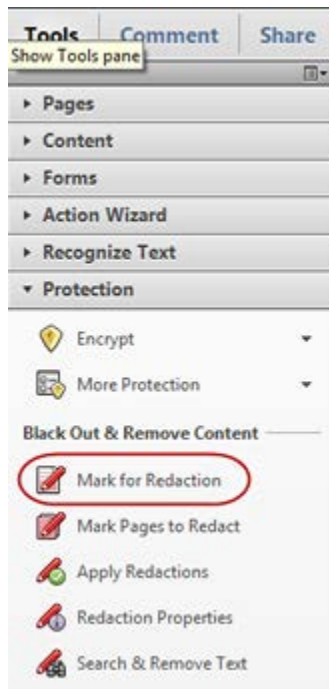 Tools Comment Share
Show Tools pane
Pages
Content
Forms
Action Wizard
Recognize Text
Protection
Encrypt
More Protection
Black Out & Remove Content
Mark for Redaction
Mark Pages to Redact
Apply Redactions
Redaction Properties
Search & Remove Text